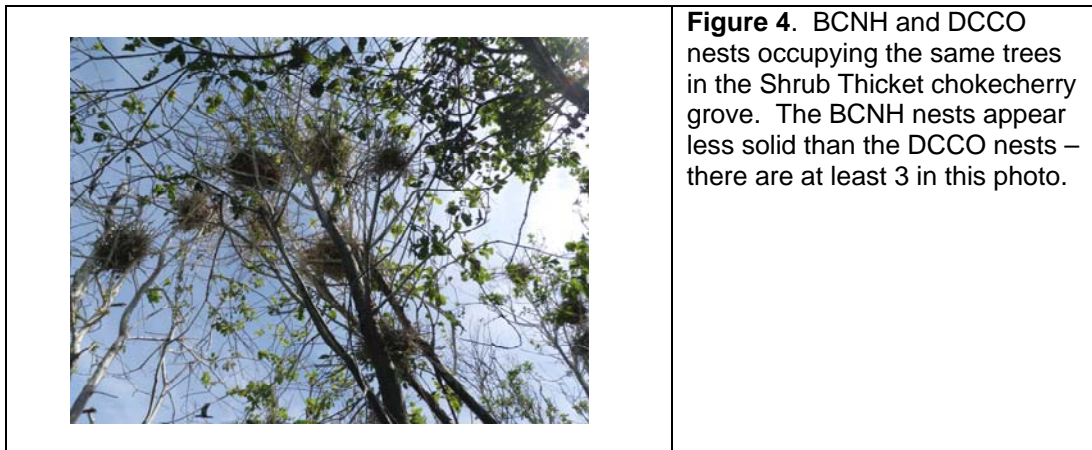 Figure 4.  BCNH and DCCO
nests occupying the same trees
in the Shrub Thicket chokecherry
grove.  The BCNH nests appear
less solid than the DCCO nests –
there are at least 3 in this photo.